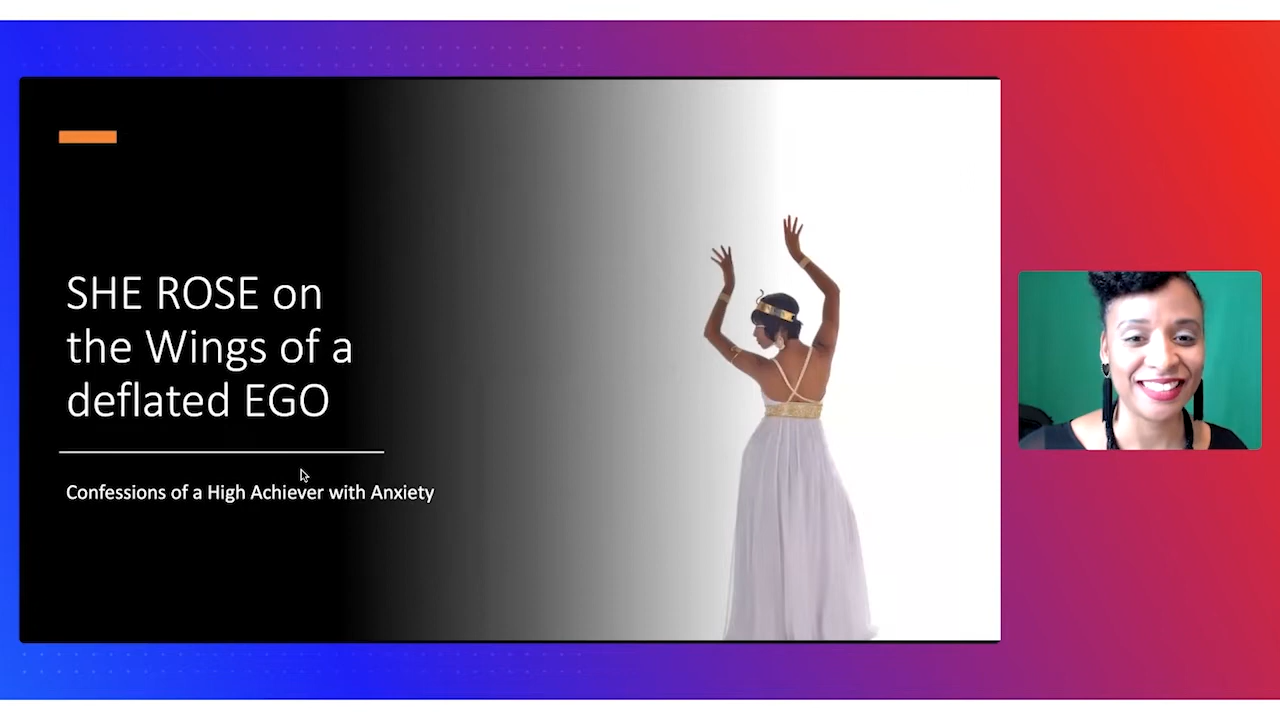 SHE ROSE on
the Wings of a
deflated EGO
Confessions of a High Achiever with Anxiety